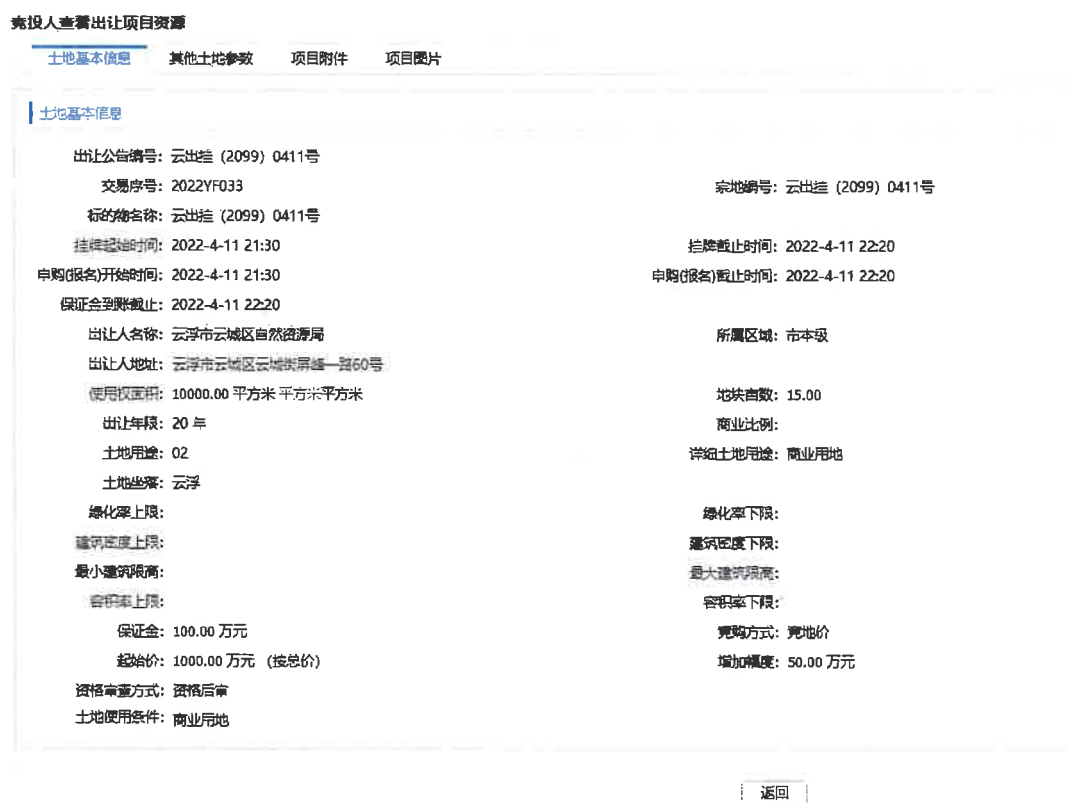 竞投人查看出让项目资源
土地基本信息 其他土地参数 项目附件 项目图片
土地基本信息
出让公告编号: 云出挂 (2099) 0411号
交易序号: 2022YF033 宗地编号: 云出挂 (2099) 0411号
标的物名称: 云出挂 (2099) 0411号
挂牌起始时间: 2022-4-11 21:30 挂牌截止时间: 2022-4-11 22:20
申购(报名)开始时间: 2022-4-11 21:30 申购(报名)截止时间: 2022-4-11 22:20
保证金到账截止: 2022-4-11 22:20
出让人名称: 云浮市云城区自然资源局 所属区域: 市本级
出让人地址: 云浮市云城区云城街屏峰一路60号
使用权面积: 10000.00 平方米 平方米平方米 地块亩数: 15.00
出让年限: 20 年 商业比例:
土地用途: 02 详细土地用途: 商业用地
土地坐落: 云浮
绿化率上限: 绿化率下限:
建筑密度上限: 建筑密度下限:
最小建筑限高: 最大建筑限高:
容积率上限: 容积率下限:
保证金: 100.00 万元 竞购方式: 竞地价
起始价: 1000.00 万元 (按总价) 增加幅度: 50.00 万元
资格审查方式: 资格后审
土地使用条件: 商业用地
返回